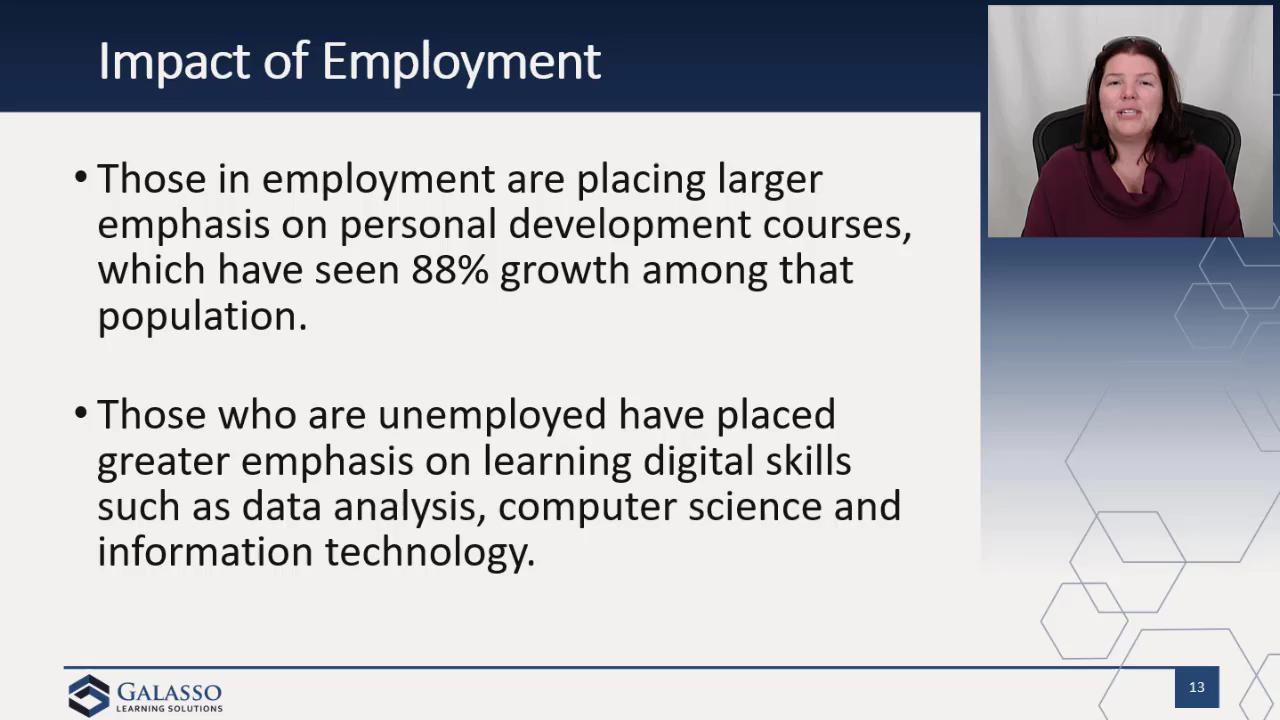 Impact of Employment
• Those in employment are placing larger
emphasis on personal development courses,
which have seen 88% growth among that
population.
• Those who are unemployed have placed
greater emphasis on learning digital skills
such as data analysis, computer science and
information technology.
GALASSO
LEARNING SOLUTIONS
13